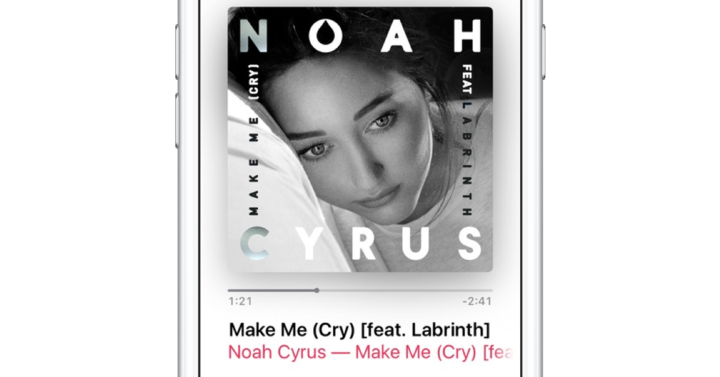 NOAH
MAKE ME (CRY)
FEAT LABRINTH
CYRUS
1:21
-2:41
Make Me (Cry) [feat. Labrinth]
Noah Cyrus — Make Me (Cry) [fea